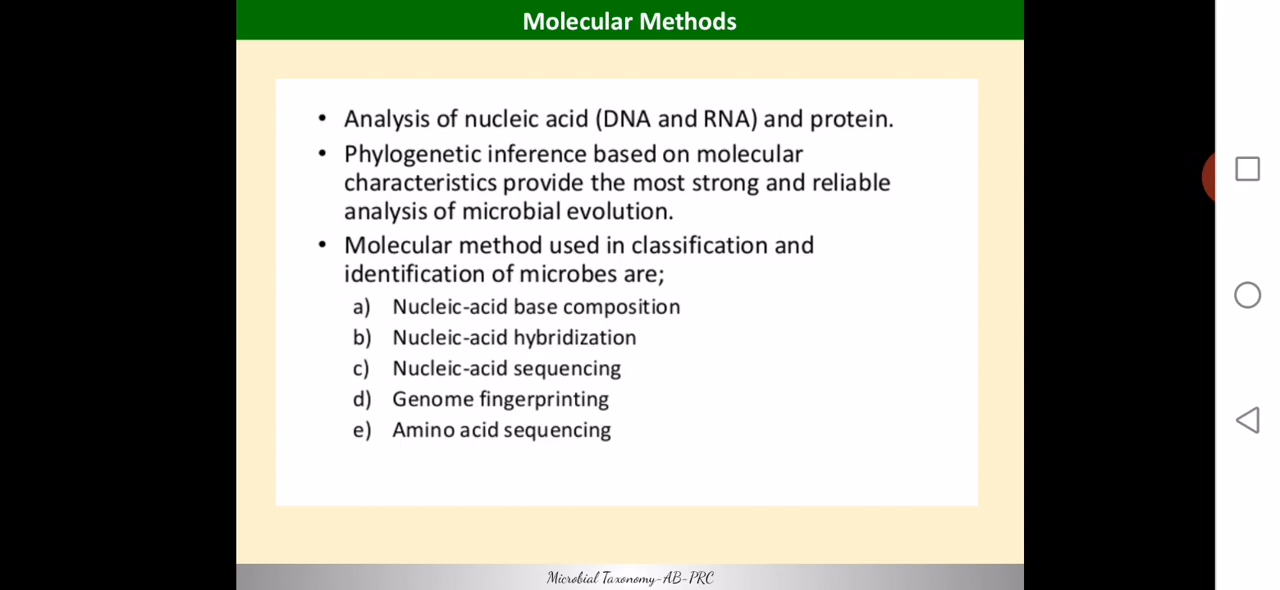 Molecular Methods
• Analysis of nucleic acid (DNA and RNA) and protein.
• Phylogenetic inference based on molecular
characteristics provide the most strong and reliable
analysis of microbial evolution.
• Molecular method used in classification and
identification of microbes are;
a) Nucleic-acid base composition
b) Nucleic-acid hybridization
c) Nucleic-acid sequencing
d) Genome fingerprinting
e) Amino acid sequencing
Microbial Taxonomy-AB-PRC